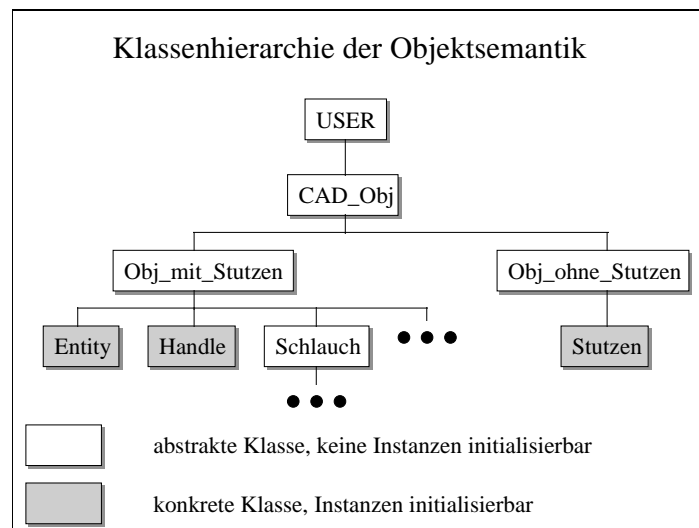 Klassenhierarchie der Objektsemantik
USER
CAD_Obj
Obj_mit_Stutzen
Obj_ohne_Stutzen
Entity
Handle
Schlauch
Stutzen
abstrakte Klasse, keine Instanzen initialisierbar
konkrete Klasse, Instanzen initialisierbar